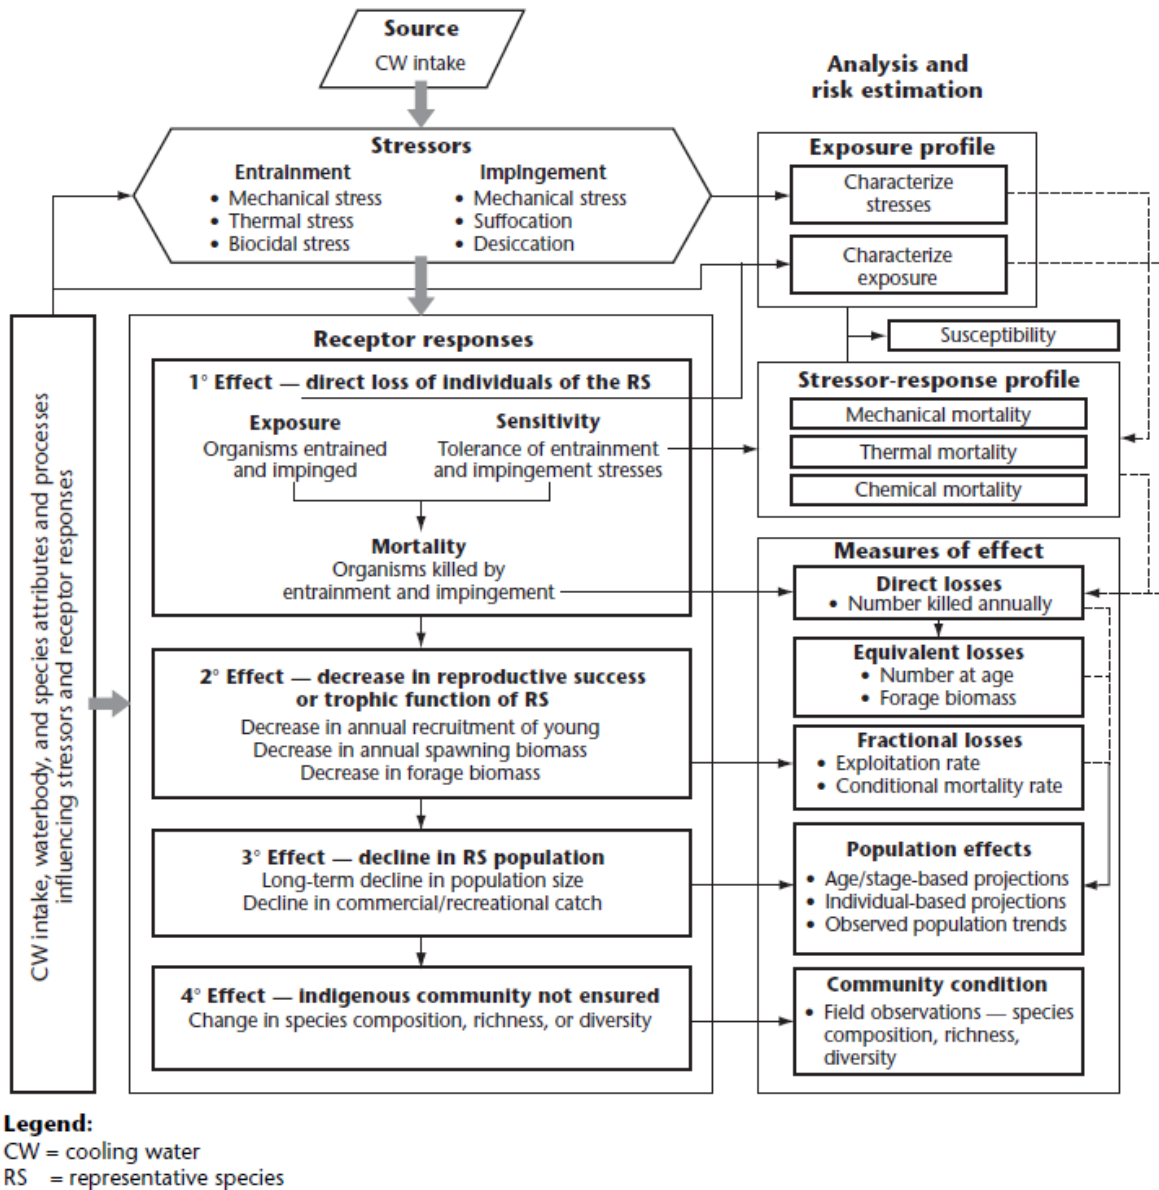 Source
CW intake
Analysis and
risk estimation
Stressors
Entrainment
• Mechanical stress
• Thermal stress
• Biocidal stress
Impingement
• Mechanical stress
• Suffocation
• Desiccation
Exposure profile
Characterize
stresses
Characterize
exposure
Susceptibility
CW intake, waterbody, and species attributes and processes
influencing stressors and receptor responses
Receptor responses
1° Effect — direct loss of individuals of the RS
Exposure
Organisms entrained
and impinged
Sensitivity
Tolerance of entrainment
and impingement stresses
Mortality
Organisms killed by
entrainment and impingement
2° Effect — decrease in reproductive success
or trophic function of RS
Decrease in annual recruitment of young
Decrease in annual spawning biomass
Decrease in forage biomass
3° Effect — decline in RS population
Long-term decline in population size
Decline in commercial/recreational catch
4° Effect — indigenous community not ensured
Change in species composition, richness, or diversity
Stressor-response profile
Mechanical mortality
Thermal mortality
Chemical mortality
Measures of effect
Direct losses
• Number killed annually
Equivalent losses
• Number at age
• Forage biomass
Fractional losses
• Exploitation rate
• Conditional mortality rate
Population effects
• Age/stage-based projections
• Individual-based projections
• Observed population trends
Community condition
• Field observations — species
composition, richness,
diversity
Legend:
CW = cooling water
RS = representative species